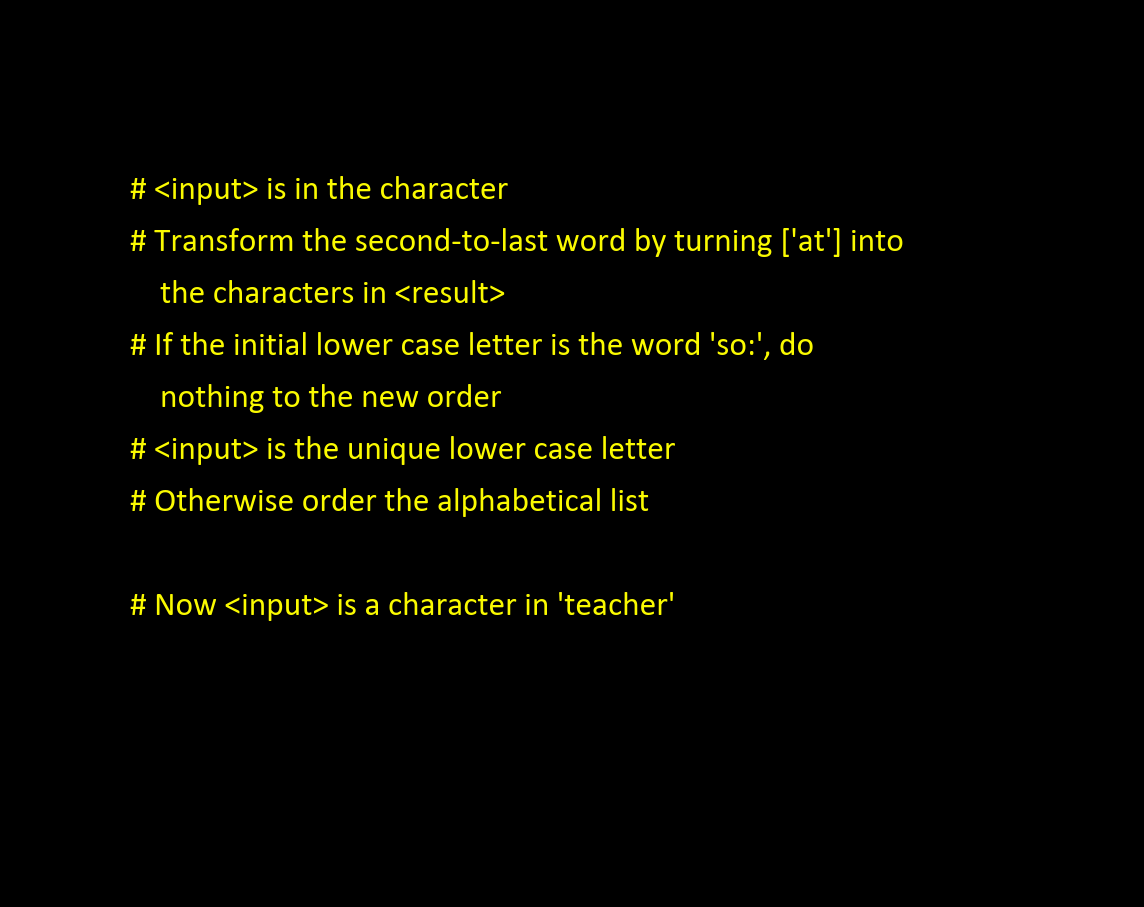 # <input> is in the character
# Transform the second-to-last word by turning ['at'] into
the characters in <result>
# If the initial lower case letter is the word 'so:', do
nothing to the new order
# <input> is the unique lower case letter
# Otherwise order the alphabetical list
# Now <input> is a character in 'teacher'